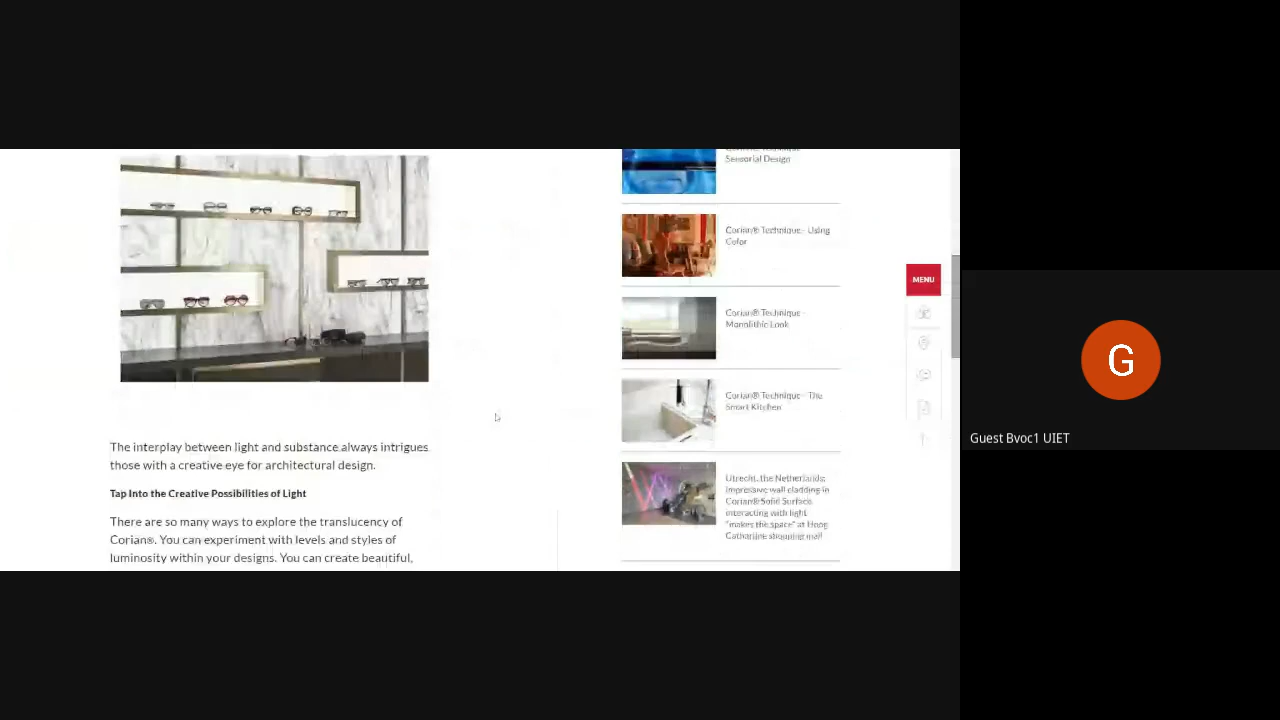 The interplay between light and substance always intrigues
those with a creative eye for architectural design.
Tap Into the Creative Possibilities of Light
There are so many ways to explore the translucency of
Corian®. You can experiment with levels and styles of
luminosity within your designs. You can create beautiful,
Sensorial Design
Corian® Technique - Using
Color
Corian® Technique -
Monolithic Look
Corian® Technique - The
Smart Kitchen
Utrecht, the Netherlands:
impressive wall cladding in
Corian® Solid Surface
interacting with light
"makes the space" at Hoog
Catharijne shopping mall
MENU
G
Guest Bvoc1 UIET